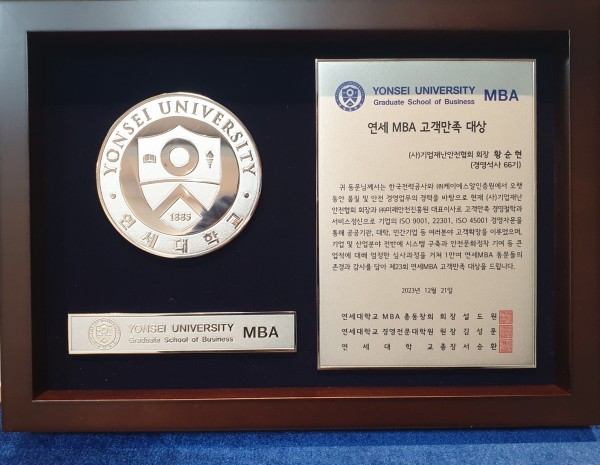 YONSEI UNIVERSITY
1885
연세대학교
YONSEI UNIVERSITY MBA
Graduate School of Business
YONSEI UNIVERSITY MBA
Graduate School of Business
연세 MBA 고객만족 대상
(사)기업재난안전협회 회장 황순현
(경영석사 66기)
귀 동문님께서는 한국전력공사와 ㈜케이에스알인증원에서 오랫
동안 품질 및 안전 경영업무의 경력을 바탕으로 현재 (사)기업재난
안전협회 회장과 ㈜미래안전진흥원 대표이사로 고객만족 경영철학과
서비스정신으로 기업의 ISO 9001, 22301, ISO 45001 경영자문을
통해 공공기관, 대학, 민간기업 등 여러분야 고객확장을 이루었으며,
기업 및 산업분야 전반에 시스템 구축과 안전문화정착 기여 등 큰
업적에 대해 엄정한 심사과정을 거쳐 1만여 연세MBA 동문들의
존경과 감사를 담아 제23회 연세MBA 고객만족 대상을 드립니다.
2023년 12월 21일
연세대학교 MBA 총동창회 회장 설도원
연세대학교 경영전문대학원 원장 김성문
연세대학교 총장 서승환